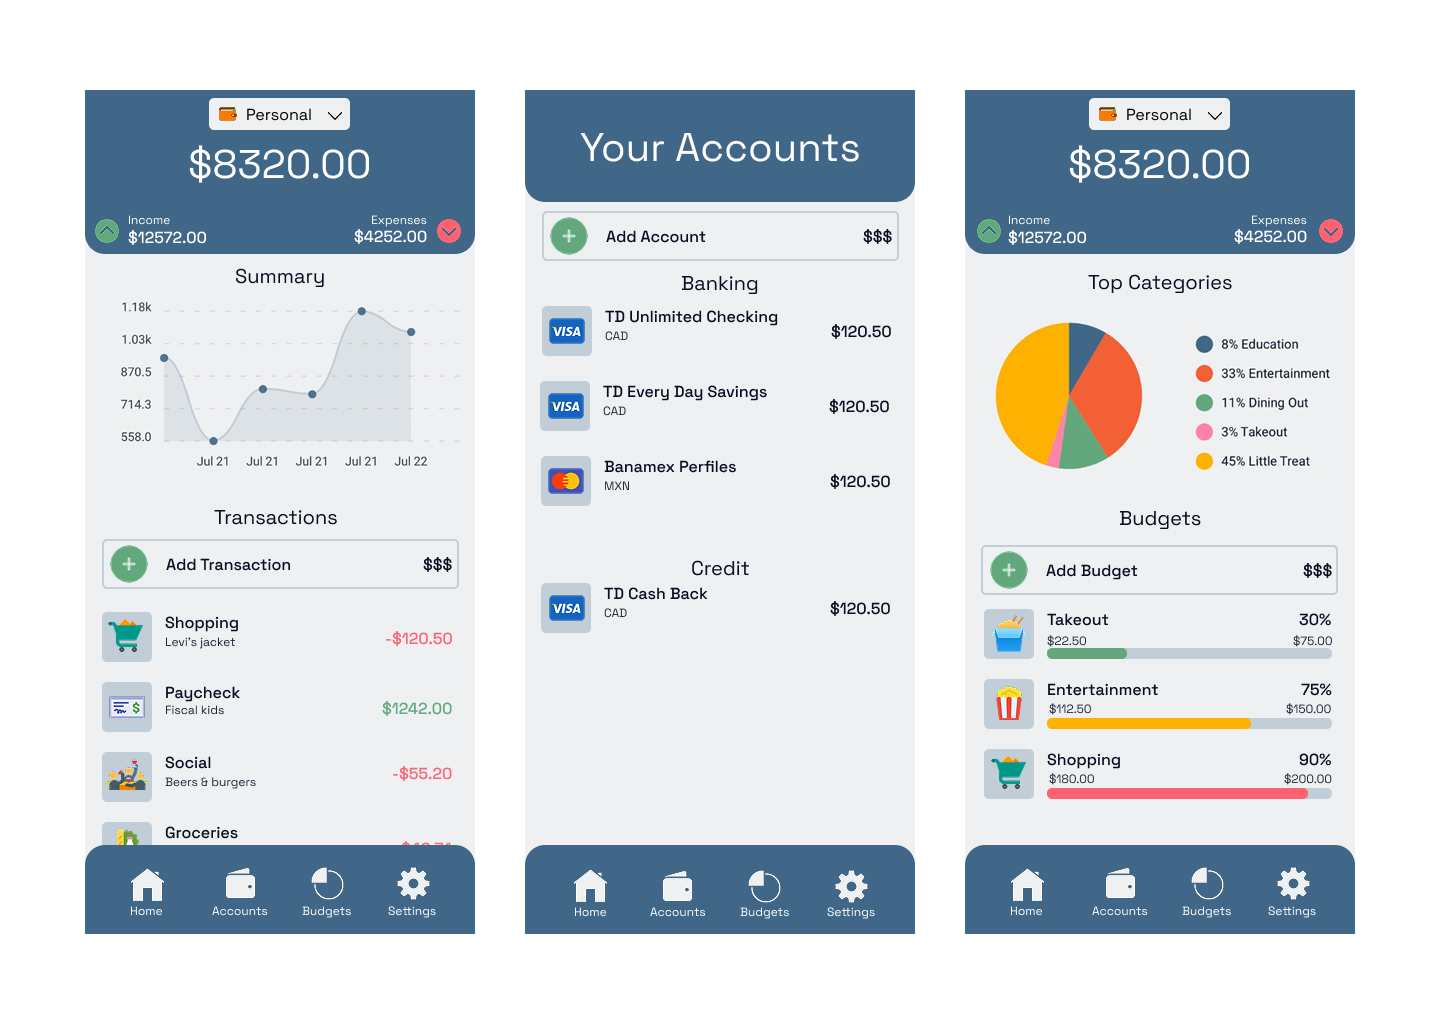 Personal
$8320.00
Income
$12572.00
Expenses
$4252.00
Summary
1.18k
1.03k
870.5
714.3
558.0
Jul 21 Jul 21 Jul 21 Jul 21 Jul 22
Transactions
Add Transaction $$$
Shopping
Levi's jacket
-$120.50
Paycheck
Fiscal kids
$1242.00
Social
Beers & burgers
-$55.20
Groceries
Home Accounts Budgets Settings
Your Accounts
Add Account $$$
Banking
VISA
TD Unlimited Checking
CAD
$120.50
VISA
TD Every Day Savings
CAD
$120.50
Banamex Perfiles
MXN
$120.50
Credit
VISA
TD Cash Back
CAD
$120.50
Home Accounts Budgets Settings
Personal
$8320.00
Income
$12572.00
Expenses
$4252.00
Top Categories
8% Education
33% Entertainment
11% Dining Out
3% Takeout
45% Little Treat
Budgets
Add Budget $$$
Takeout 30%
$22.50 $75.00
Entertainment 75%
$112.50 $150.00
Shopping 90%
$180.00 $200.00
Home Accounts Budgets Settings